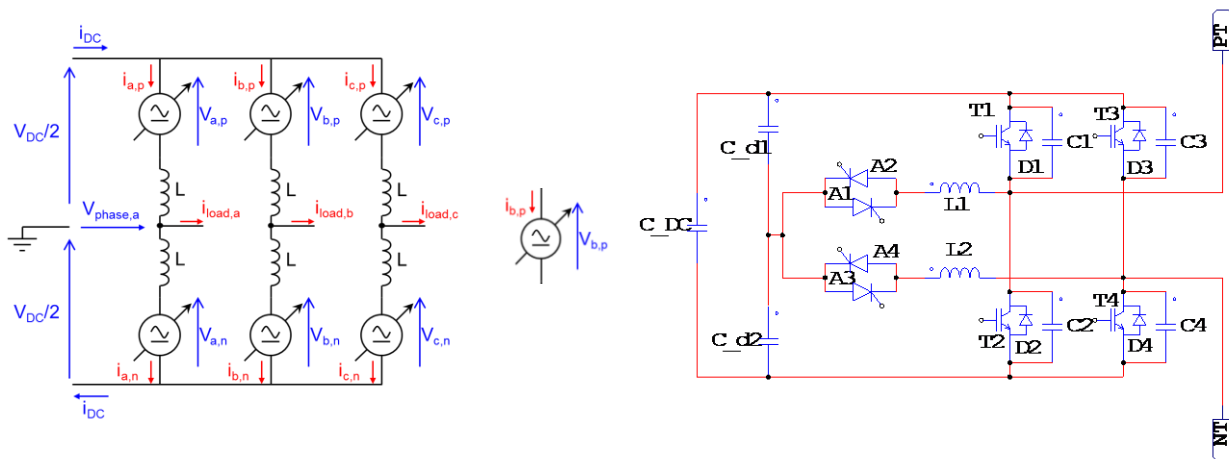 iDC
ia,p
ib,p
ic,p
Va,p
Vb,p
Vc,p
VDC/2
L
L
L
Vphase,a
iload,a
iload,b
iload,c
L
L
L
VDC/2
Va,n
Vb,n
Vc,n
ia,n
ib,n
ic,n
iDC
ib,p
Vb,p
PT
T1
T3
C_d1
C1
C3
D1
D3
A2
A1
L1
C_DC
A4
L2
A3
C_d2
T2
T4
C2
C4
D2
D4
NT